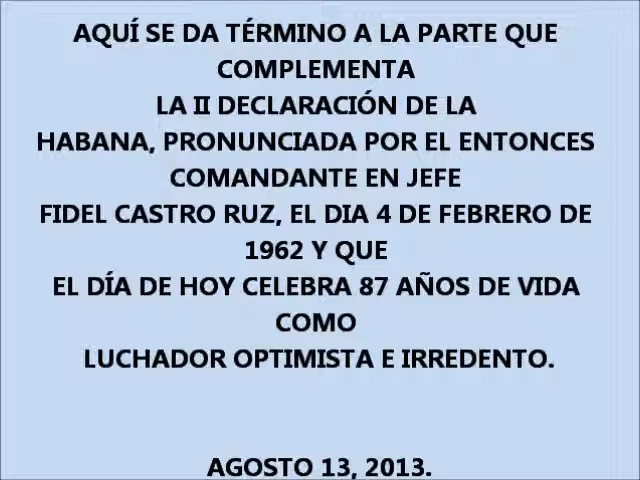 AQUÍ SE DA TÉRMINO A LA PARTE QUE
COMPLEMENTA
LA II DECLARACIÓN DE LA
HABANA, PRONUNCIADA POR EL ENTONCES
COMANDANTE EN JEFE
FIDEL CASTRO RUZ, EL DIA 4 DE FEBRERO DE
1962 Y QUE
EL DÍA DE HOY CELEBRA 87 AÑOS DE VIDA
COMO
LUCHADOR OPTIMISTA E IRREDENTO.
AGOSTO 13, 2013.